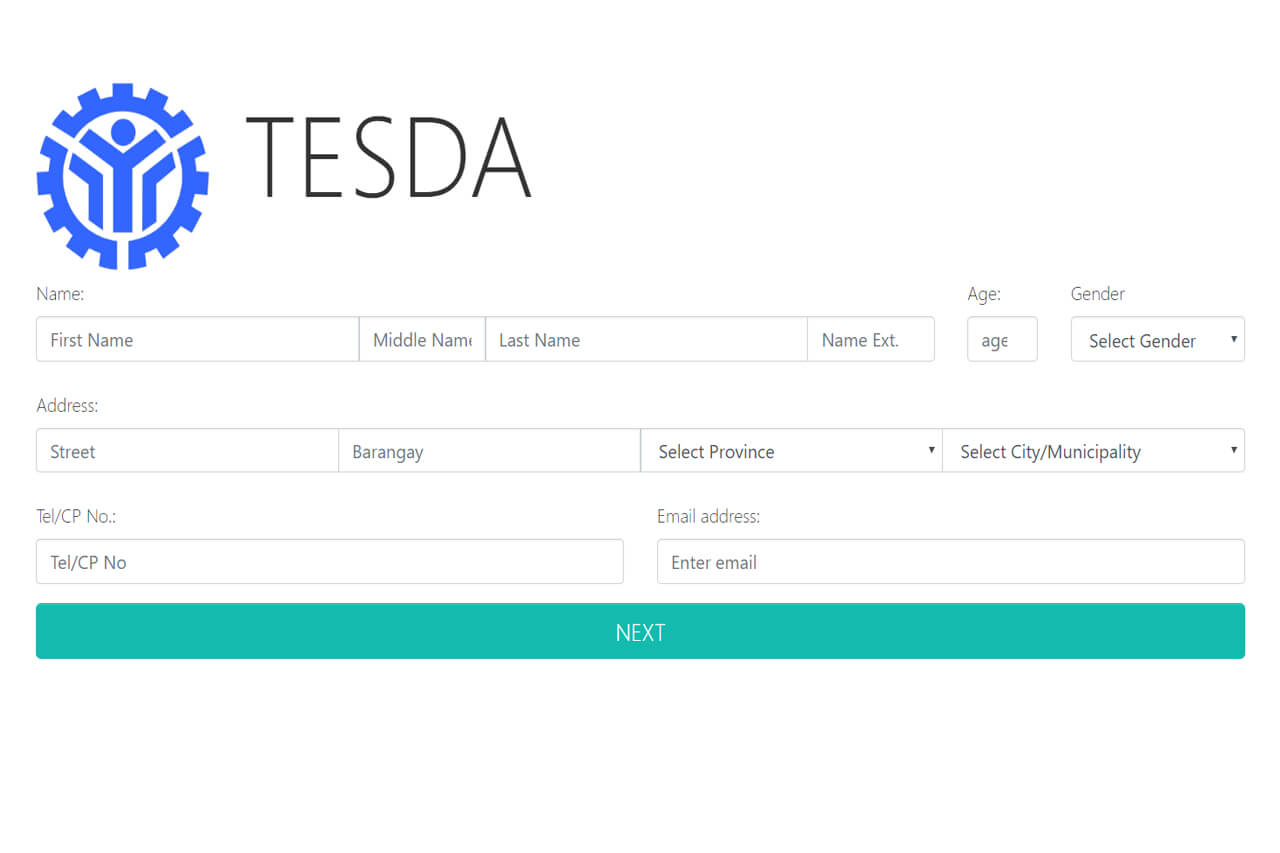 TESDA
Name: Age: Gender
First Name Middle Name Last Name Name Ext. age Select Gender
Address:
Street Barangay Select Province Select City/Municipality
Tel/CP No.: Email address:
Tel/CP No Enter email
NEXT